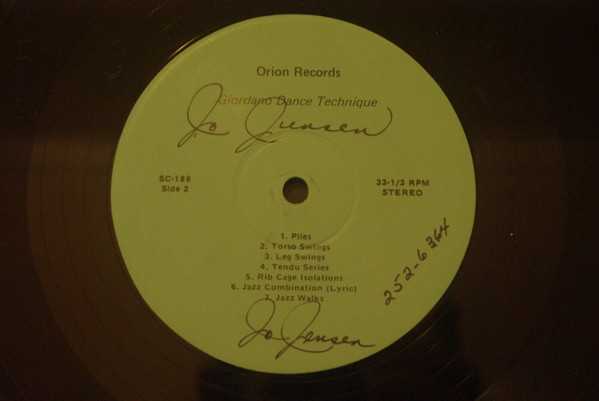 Orion Records
Giordano Dance Technique
Jo Jensen
SC-186
Side 2
33-1/3 RPM
STEREO
1. Plies
2. Torso Swings
3. Leg Swings
4. Tendu Series
5. Rib Cage Isolations
6. Jazz Combination (Lyric)
7. Jazz Walks
252-6364
Jo Jensen